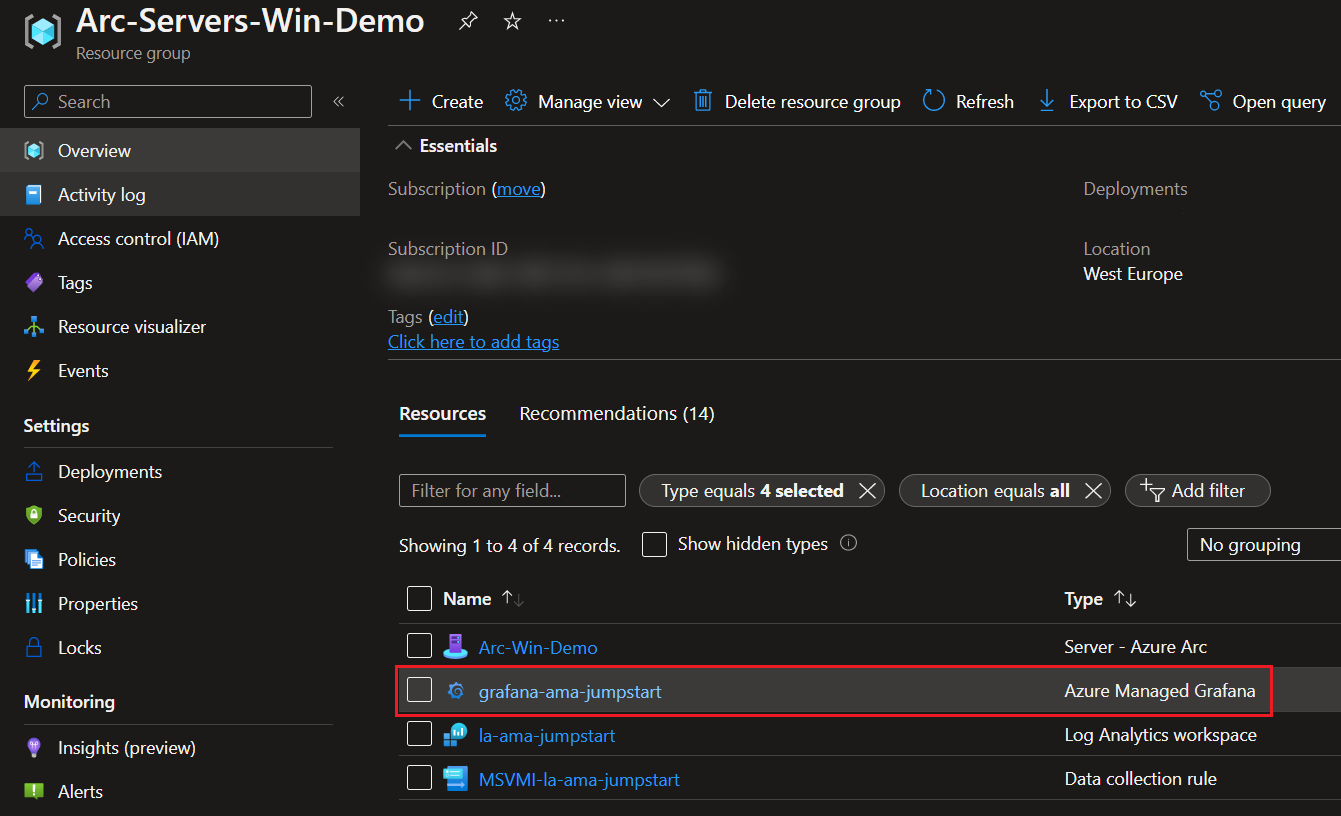 Arc-Servers-Win-Demo
Resource group
Search
Overview
Activity log
Access control (IAM)
Tags
Resource visualizer
Events
Settings
Deployments
Security
Policies
Properties
Locks
Monitoring
Insights (preview)
Alerts
Create Manage view Delete resource group Refresh Export to CSV Open query
Essentials
Subscription (move) Deployments
Subscription ID Location
West Europe
Tags (edit)
Click here to add tags
Resources Recommendations (14)
Filter for any field... Type equals 4 selected Location equals all Add filter
Showing 1 to 4 of 4 records. Show hidden types No grouping
Name Type
Arc-Win-Demo Server - Azure Arc
grafana-ama-jumpstart Azure Managed Grafana
la-ama-jumpstart Log Analytics workspace
MSVMI-la-ama-jumpstart Data collection rule